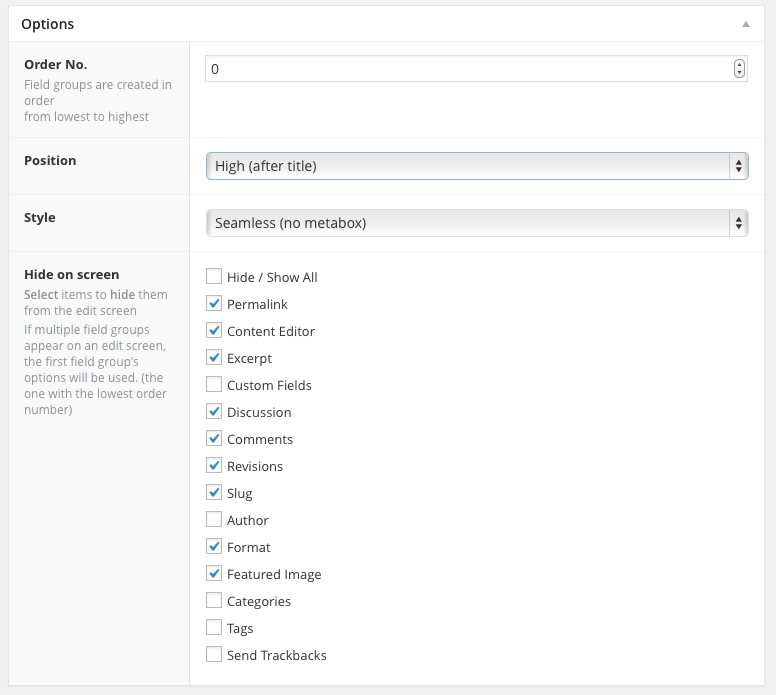 Options
Order No.
Field groups are created in
order
from lowest to highest
0
Position
High (after title)
Style
Seamless (no metabox)
Hide on screen
Select items to hide them
from the edit screen
If multiple field groups
appear on an edit screen,
the first field group's
options will be used. (the
one with the lowest order
number)
Hide / Show All
Permalink
Content Editor
Excerpt
Custom Fields
Discussion
Comments
Revisions
Slug
Author
Format
Featured Image
Categories
Tags
Send Trackbacks